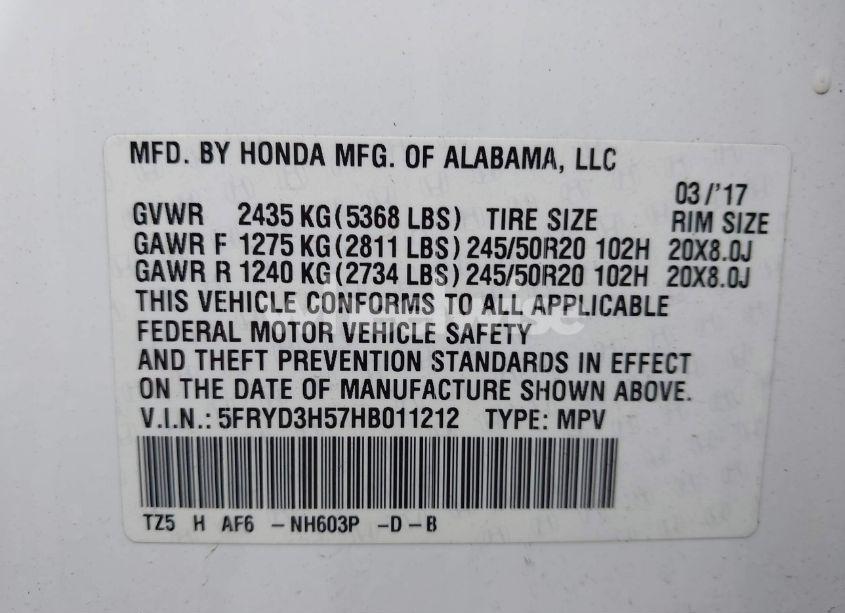 MFD. BY HONDA MFG. OF ALABAMA, LLC
03/'17
GVWR 2435 KG (5368 LBS) TIRE SIZE RIM SIZE
GAWR F 1275 KG (2811 LBS) 245/50R20 102H 20X8.0J
GAWR R 1240 KG (2734 LBS) 245/50R20 102H 20X8.0J
THIS VEHICLE CONFORMS TO ALL APPLICABLE
FEDERAL MOTOR VEHICLE SAFETY
AND THEFT PREVENTION STANDARDS IN EFFECT
ON THE DATE OF MANUFACTURE SHOWN ABOVE.
V.I.N.: 5FRYD3H57HB011212 TYPE: MPV
TZ5 H AF6 -NH603P -D-B